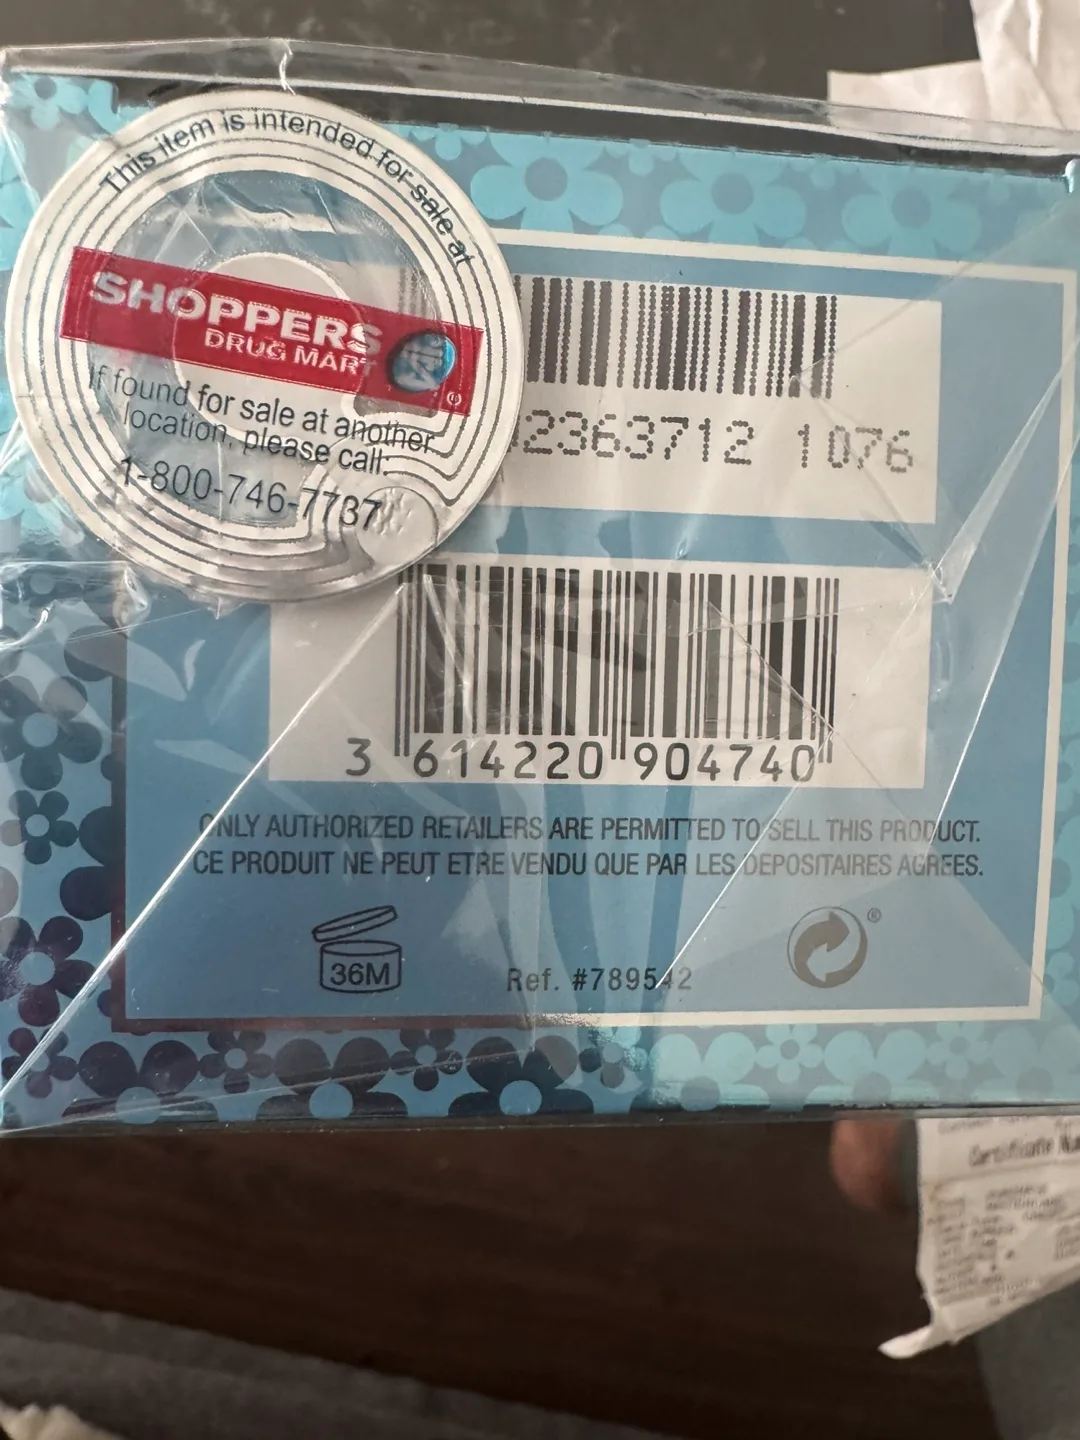 This item is intended for sale at
SHOPPERS
DRUG MART
If found for sale at another
location, please call:
1-800-746-7737
2363712 1076
3 614220 904740
ONLY AUTHORIZED RETAILERS ARE PERMITTED TO SELL THIS PRODUCT.
CE PRODUIT NE PEUT ETRE VENDU QUE PAR LES DEPOSITAIRES AGREES.
36M
Ref. #789542
®
Certificate